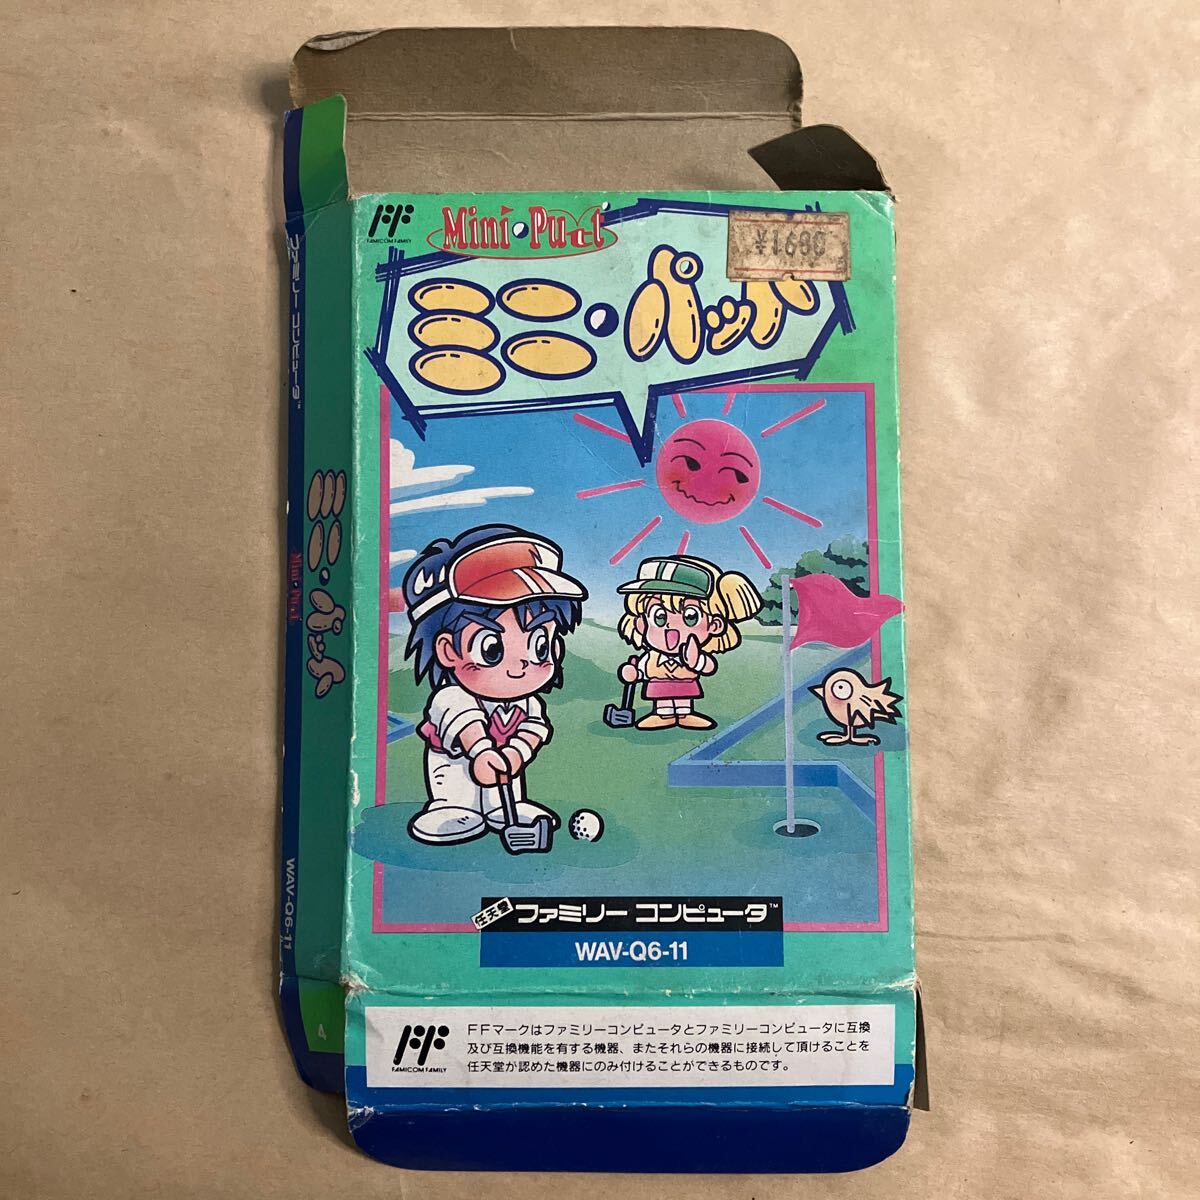 FF
FAMICOM FAMILY
Mini・Putt
¥1680
ミニ・パット
任天堂 ファミリー コンピュータ™
WAV-Q6-11
ファミリー コンピュータ™
ミニ・パット
Mini・Putt
WAV-Q6-11
4
FF
FAMICOM FAMILY
FFマークはファミリーコンピュータとファミリーコンピュータに互換
及び互換機能を有する機器、またそれらの機器に接続して頂けることを
任天堂が認めた機器にのみ付けることができるものです。